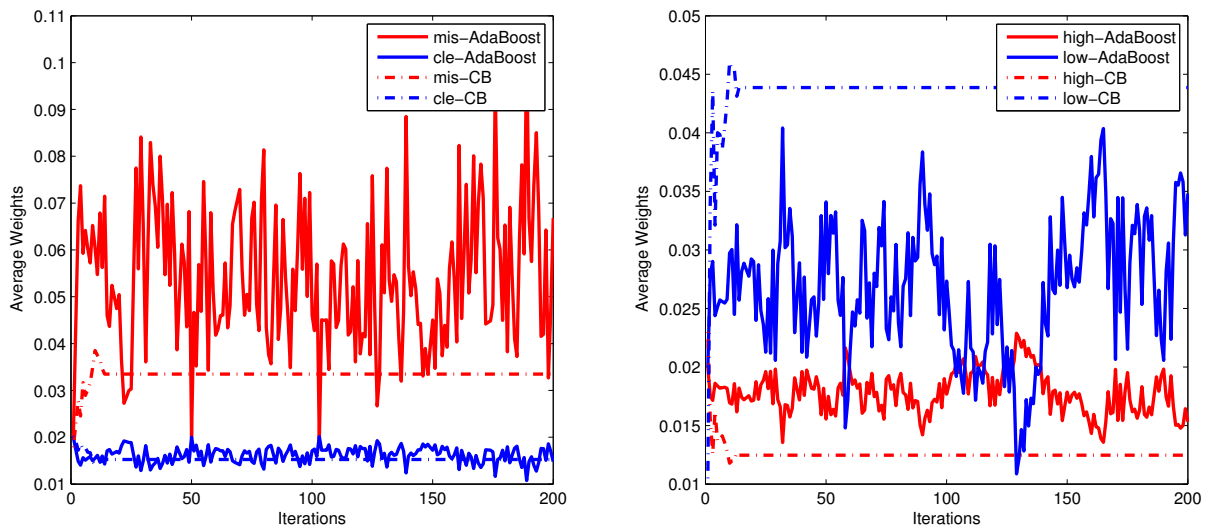 0.11
0.1
0.09
0.08
0.07
0.06
0.05
0.04
0.03
0.02
0.01
Average Weights
0
50
100
150
200
Iterations
mis−AdaBoost
cle−AdaBoost
mis−CB
cle−CB
0.05
0.045
0.04
0.035
0.03
0.025
0.02
0.015
0.01
Average Weights
0
50
100
150
200
Iterations
high−AdaBoost
low−AdaBoost
high−CB
low−CB